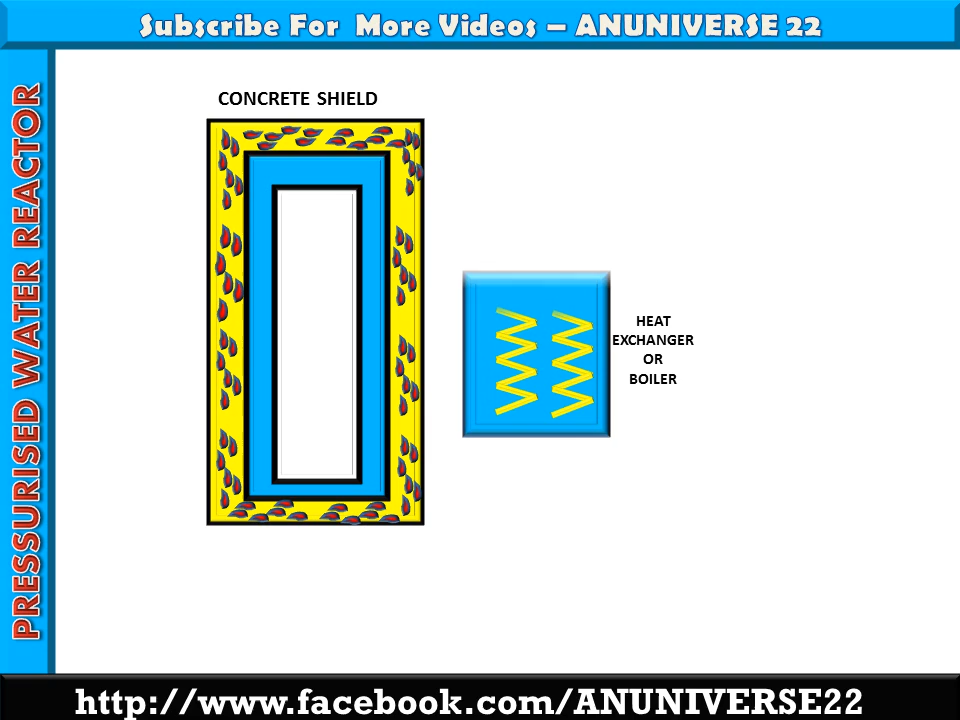 Subscribe For More Videos – ANUNIVERSE 22
PRESSURISED WATER REACTOR
CONCRETE SHIELD
HEAT
EXCHANGER
OR
BOILER
http://www.facebook.com/ANUNIVERSE22